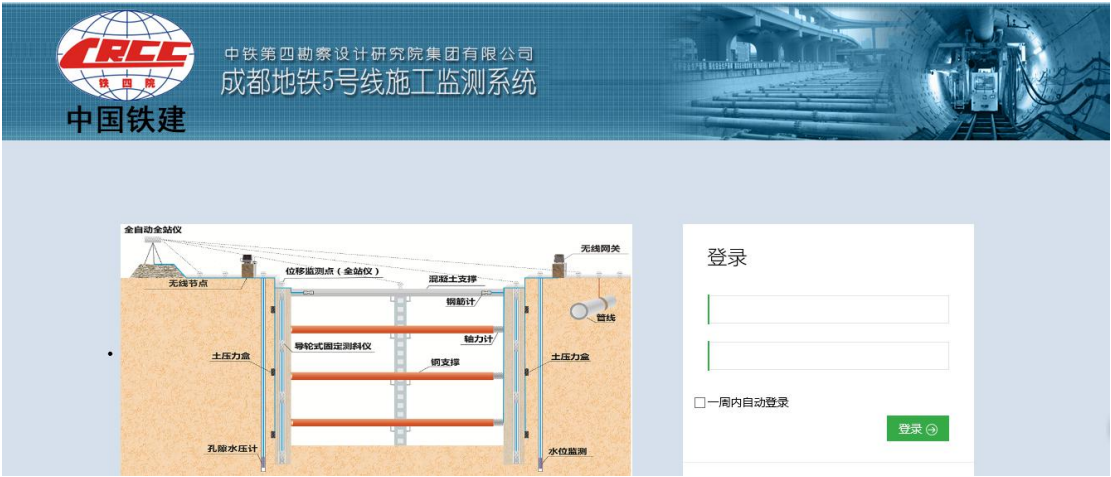 CRCC
铁四院
中国铁建
中铁第四勘察设计研究院集团有限公司
成都地铁5号线施工监测系统
全自动全站仪
无线网关
位移监测点（全站仪）
无线节点
混凝土支撑
钢筋计
管线
轴力计
导轮式固定测斜仪
土压力盒
钢支撑
土压力盒
孔隙水压计
水位监测
登录
一周内自动登录
登录